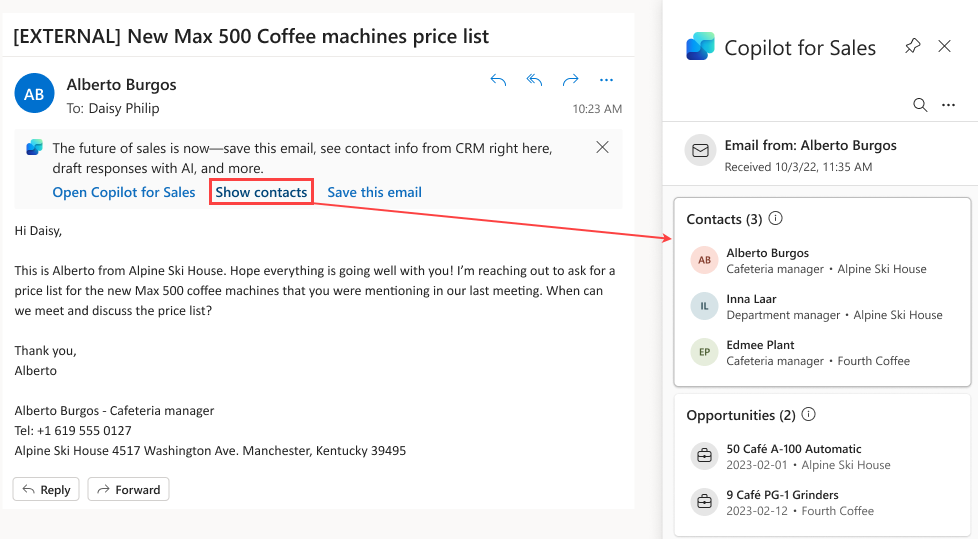 [EXTERNAL] New Max 500 Coffee machines price list
AB
Alberto Burgos
To: Daisy Philip
10:23 AM
The future of sales is now—save this email, see contact info from CRM right here,
draft responses with AI, and more.
Open Copilot for Sales Show contacts Save this email
Hi Daisy,
This is Alberto from Alpine Ski House. Hope everything is going well with you! I’m reaching out to ask for a
price list for the new Max 500 coffee machines that you were mentioning in our last meeting. When can
we meet and discuss the price list?
Thank you,
Alberto
Alberto Burgos - Cafeteria manager
Tel: +1 619 555 0127
Alpine Ski House 4517 Washington Ave. Manchester, Kentucky 39495
Reply Forward
Copilot for Sales
Email from: Alberto Burgos
Received 10/3/22, 11:35 AM
Contacts (3)
AB
Alberto Burgos
Cafeteria manager • Alpine Ski House
IL
Inna Laar
Department manager • Alpine Ski House
EP
Edmee Plant
Cafeteria manager • Fourth Coffee
Opportunities (2)
50 Café A-100 Automatic
2023-02-01 • Alpine Ski House
9 Café PG-1 Grinders
2023-02-12 • Fourth Coffee